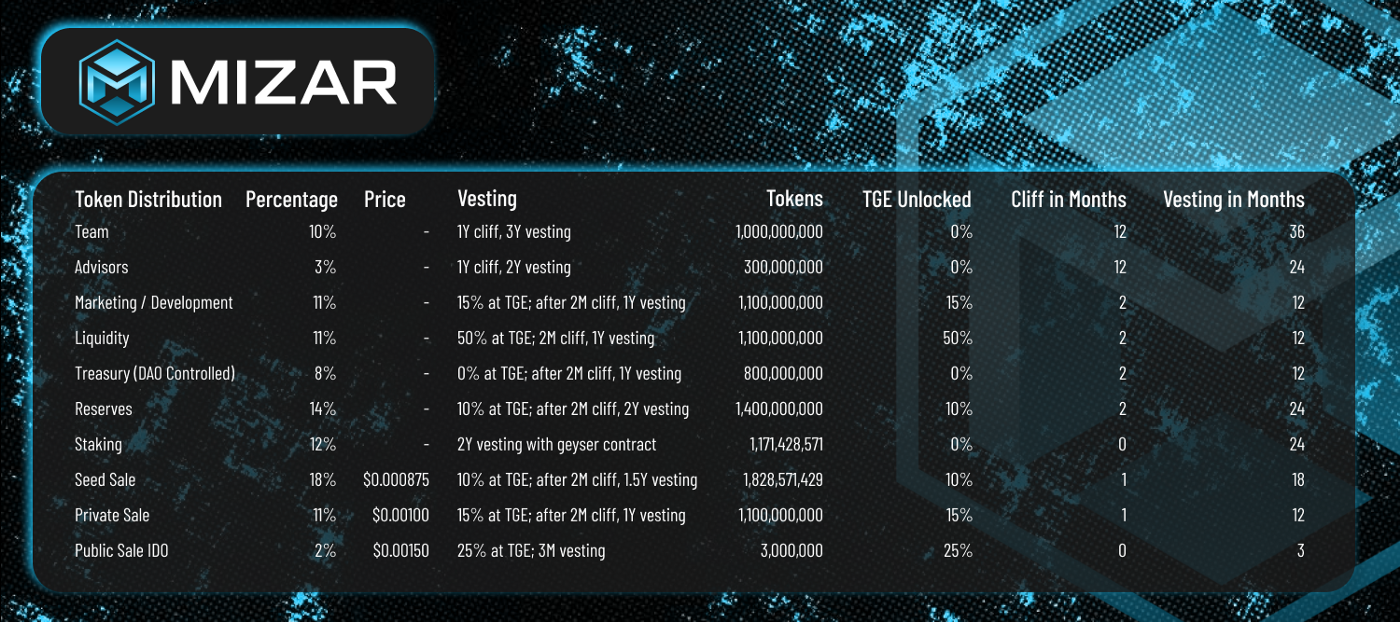 MIZAR
Token Distribution Percentage Price Vesting Tokens TGE Unlocked Cliff in Months Vesting in Months
Team 10% - 1Y cliff, 3Y vesting 1,000,000,000 0% 12 36
Advisors 3% - 1Y cliff, 2Y vesting 300,000,000 0% 12 24
Marketing / Development 11% - 15% at TGE; after 2M cliff, 1Y vesting 1,100,000,000 15% 2 12
Liquidity 11% - 50% at TGE; 2M cliff, 1Y vesting 1,100,000,000 50% 2 12
Treasury (DAO Controlled) 8% - 0% at TGE; after 2M cliff, 1Y vesting 800,000,000 0% 2 12
Reserves 14% - 10% at TGE; after 2M cliff, 2Y vesting 1,400,000,000 10% 2 24
Staking 12% - 2Y vesting with geyser contract 1,171,428,571 0% 0 24
Seed Sale 18% $0.000875 10% at TGE; after 2M cliff, 1.5Y vesting 1,828,571,429 10% 1 18
Private Sale 11% $0.00100 15% at TGE; after 2M cliff, 1Y vesting 1,100,000,000 15% 1 12
Public Sale IDO 2% $0.00150 25% at TGE; 3M vesting 3,000,000 25% 0 3